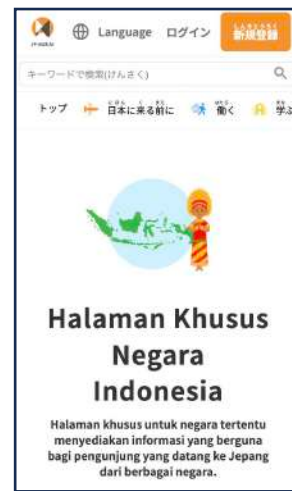 Language ログイン 新規登録
キーワードで検索(けんさく)
トップ 日本に来る前に 働く 学ぶ
Halaman Khusus
Negara
Indonesia
Halaman khusus untuk negara tertentu
menyediakan informasi yang berguna
bagi pengunjung yang datang ke Jepang
dari berbagai negara.